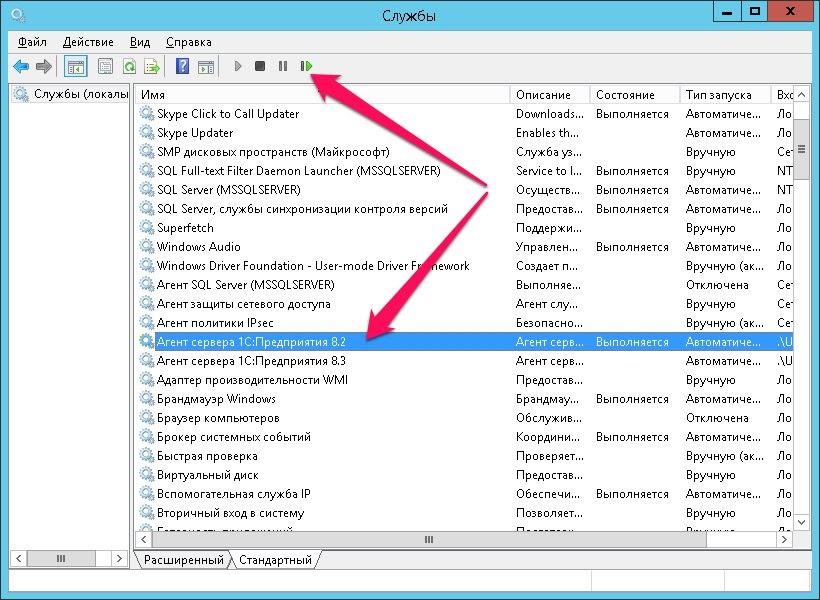 Службы
Файл Действие Вид Справка
Службы (локалы
Имя Описание Состояние Тип запуска Вхо
Skype Click to Call Updater Downloads... Выполняется Автоматиче... Ло
Skype Updater Enables th... Автоматиче... Ло
SMP дисковых пространств (Майкрософт) Служба уз... Вручную Сет
SQL Full-text Filter Daemon Launcher (MSSQLSERVER) Service to l... Выполняется Вручную NT
SQL Server (MSSQLSERVER) Осуществ... Выполняется Автоматиче... NT
SQL Server, службы синхронизации контроля версий Предостав... Выполняется Автоматиче... Ло
Superfetch Поддержи... Вручную Ло
Windows Audio Управлен... Выполняется Автоматиче... Ло
Windows Driver Foundation - User-mode Driver Framework Создает п... Вручную (ак... Ло
Агент SQL Server (MSSQLSERVER) Выполняе... Отключена Сет
Агент защиты сетевого доступа Агент слу... Вручную Сет
Агент политики IPsec Безопасно... Вручную (ак... Сет
Агент сервера 1С:Предприятия 8.2 Агент серв... Выполняется Автоматиче... .\U
Агент сервера 1С:Предприятия 8.3 Агент серв... Автоматиче... .\U
Адаптер производительности WMI Предостав... Вручную Ло
Брандмауэр Windows Брандмау... Выполняется Автоматиче... Ло
Браузер компьютеров Обслужив... Отключена Ло
Брокер системных событий Координи... Выполняется Автоматиче... Ло
Быстрая проверка Проверяет... Вручную (ак... Ло
Виртуальный диск Предостав... Вручную Ло
Вспомогательная служба IP Обеспечи... Выполняется Автоматиче... Ло
Вторичный вход в систему Позволяет... Вручную Ло
Расширенный Стандартный